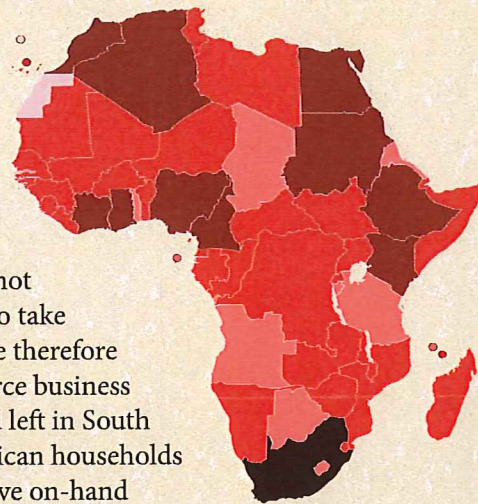 not
o take
e therefore
rce business
l left in South
ican households
ve on-hand